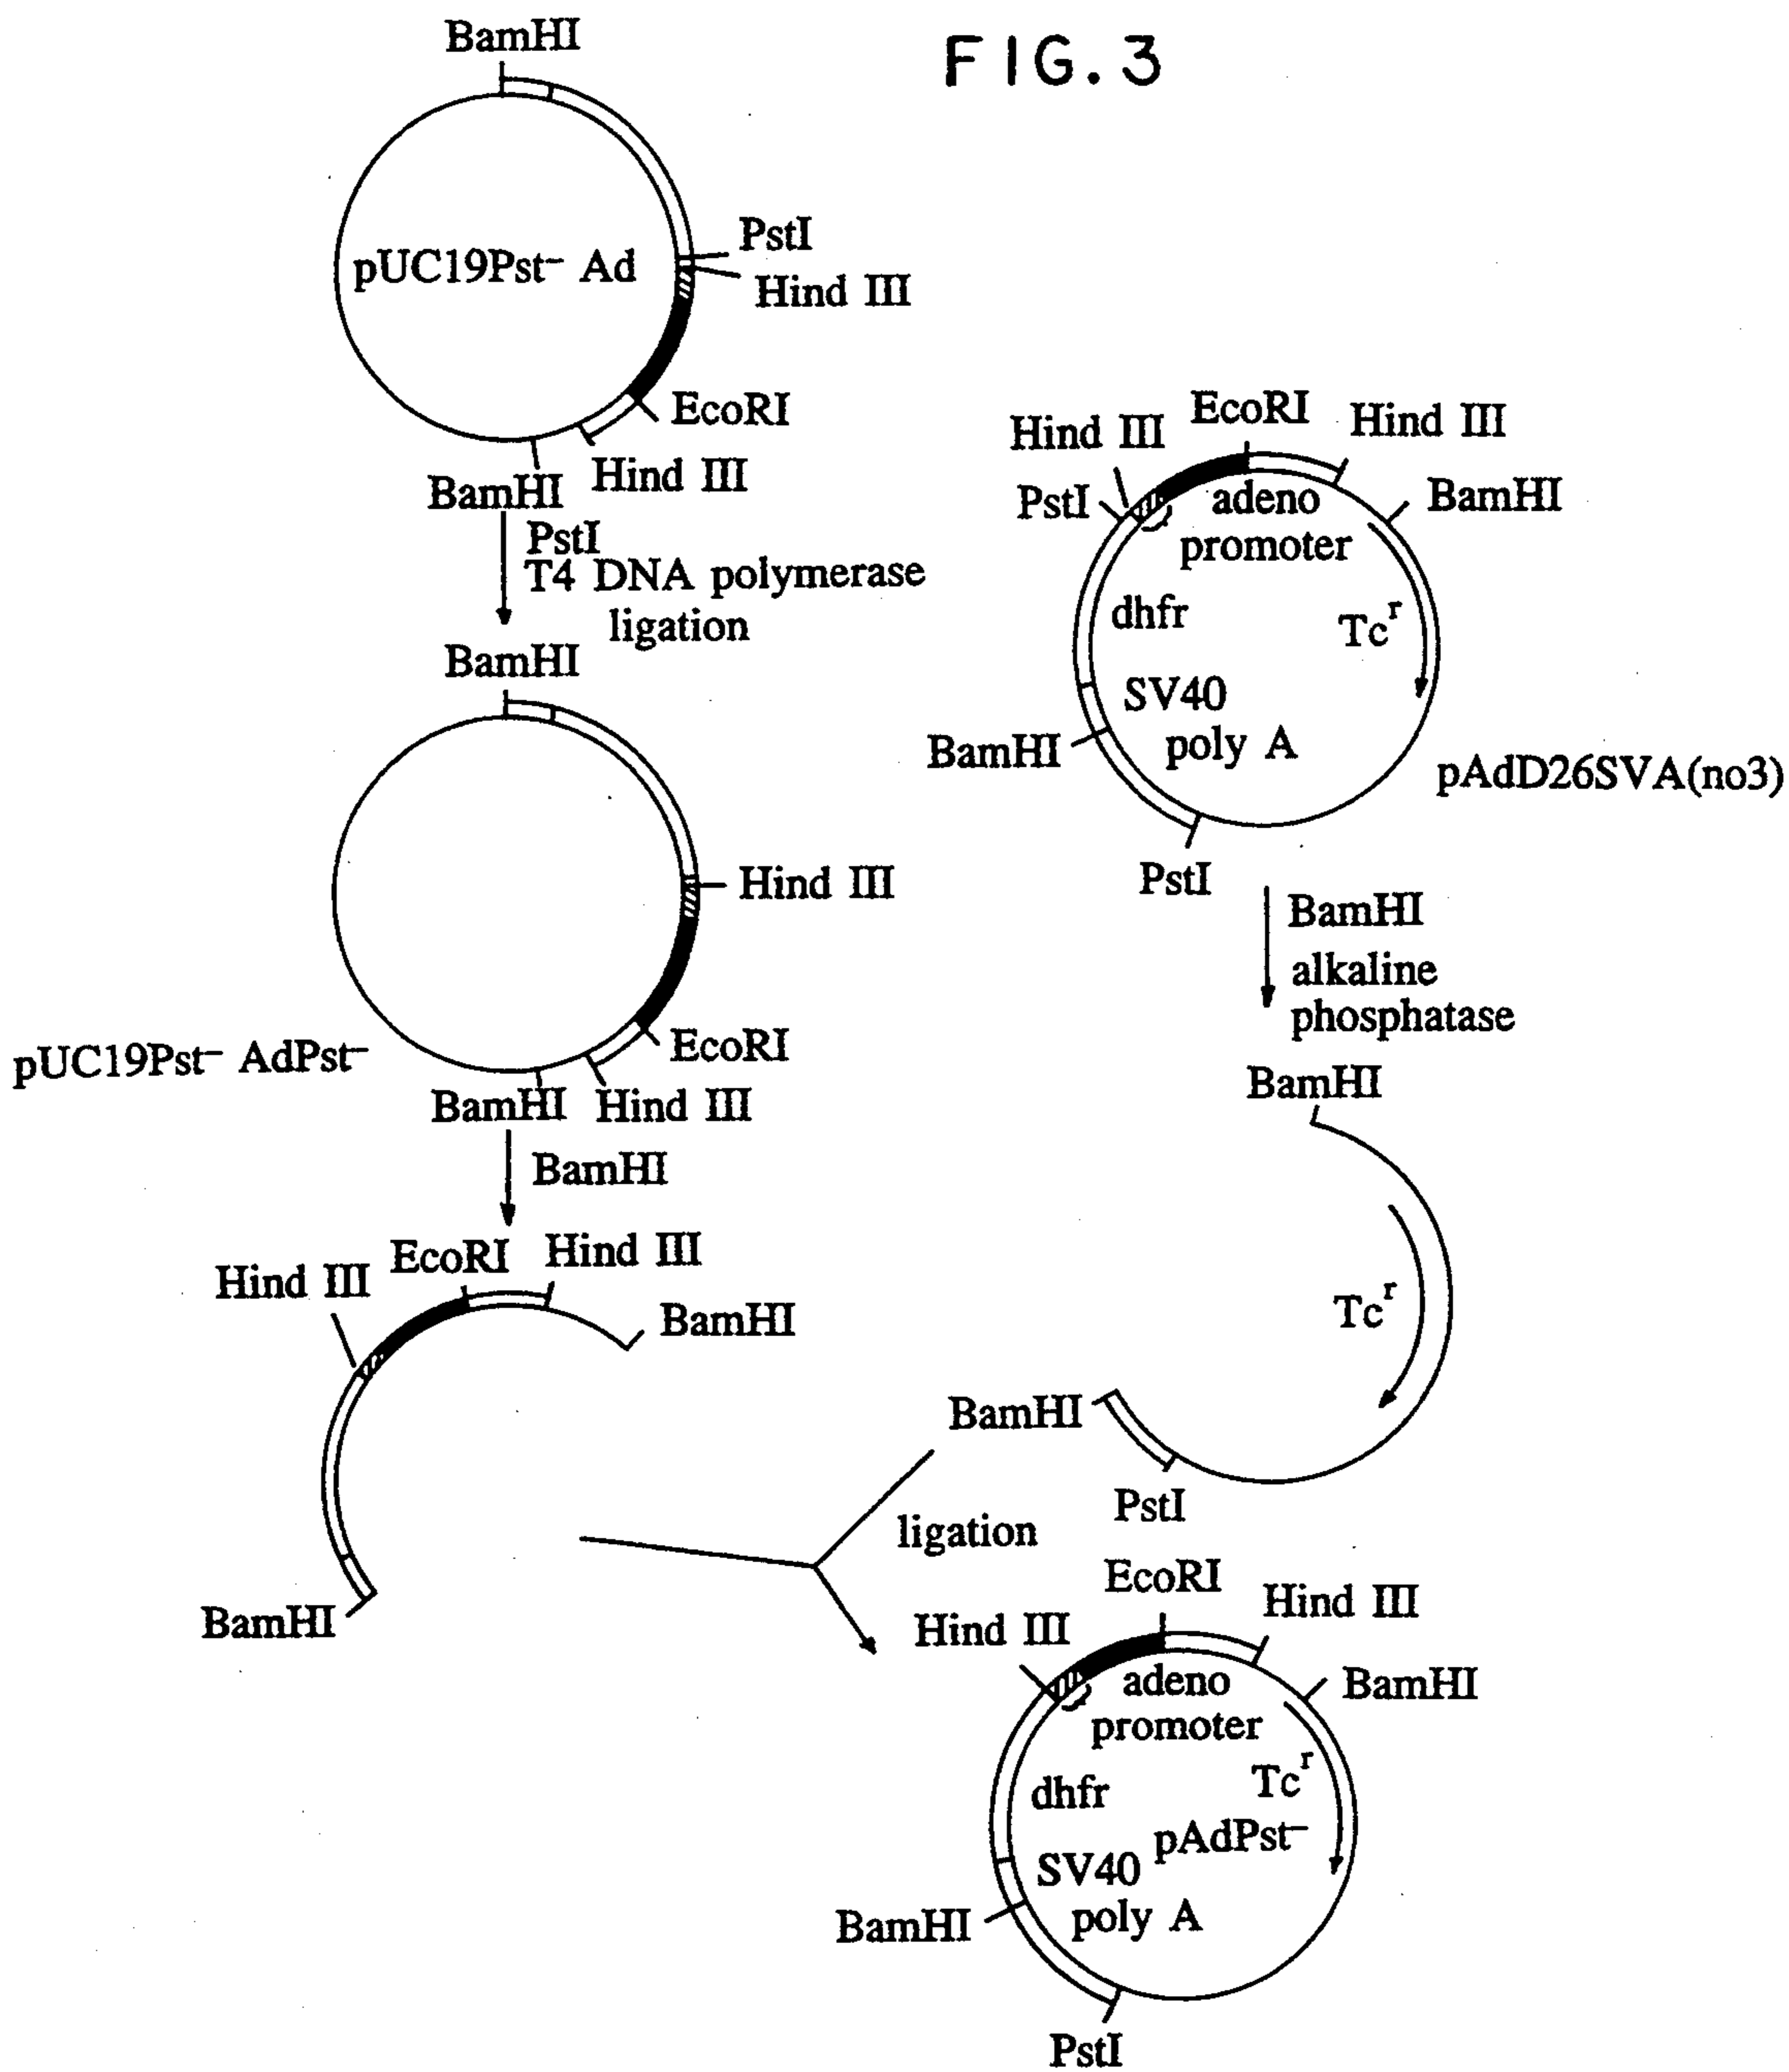 FIG. 3
BamHI
pUC19Pst⁻ Ad
PstI
Hind III
EcoRI
Hind III
BamHI
PstI
T4 DNA polymerase
ligation
BamHI
Hind III
EcoRI
Hind III
BamHI
pUC19Pst⁻ AdPst⁻
BamHI
Hind III
EcoRI
Hind III
BamHI
BamHI
Hind III
EcoRI
Hind III
PstI
BamHI
adeno
promoter
dhfr
Tcʳ
SV40
poly A
BamHI
pAdD26SVA(no3)
PstI
BamHI
alkaline
phosphatase
BamHI
Tcʳ
BamHI
PstI
ligation
EcoRI
Hind III
Hind III
BamHI
adeno
promoter
Tcʳ
dhfr
pAdPst⁻
SV40
poly A
BamHI
PstI